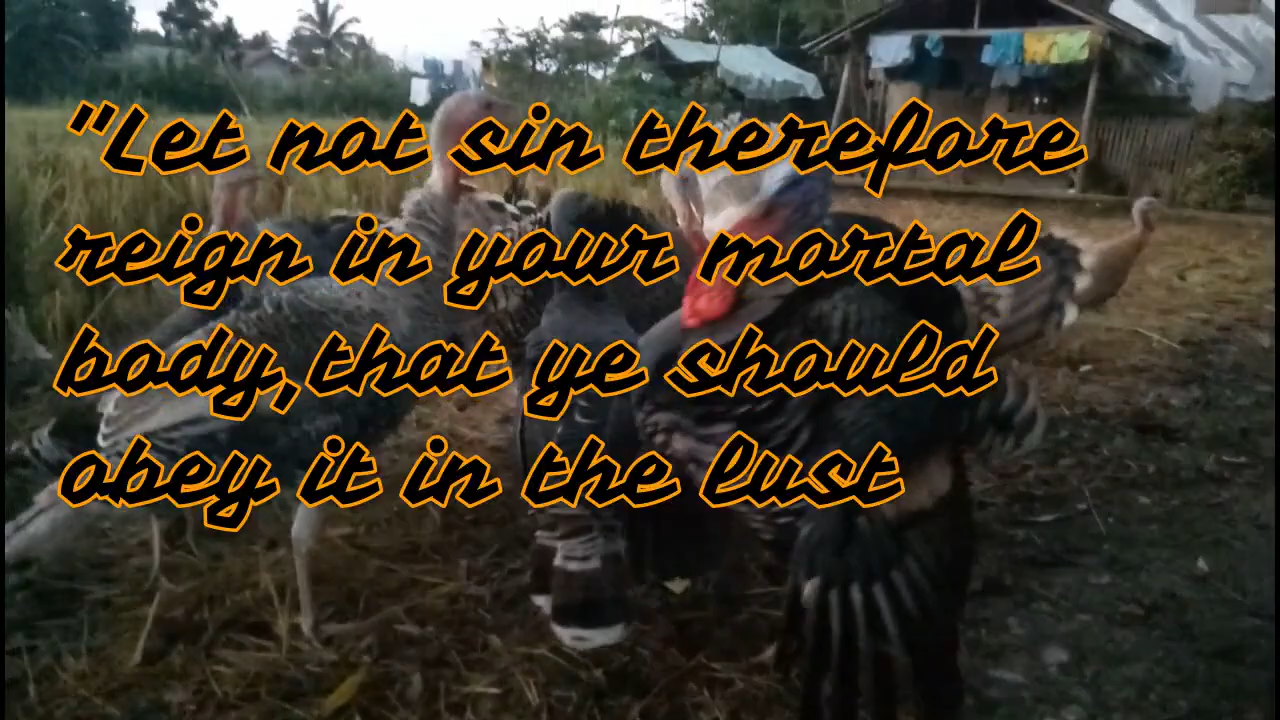 "Let not sin therefore
reign in your mortal
body, that ye should
obey it in the lust